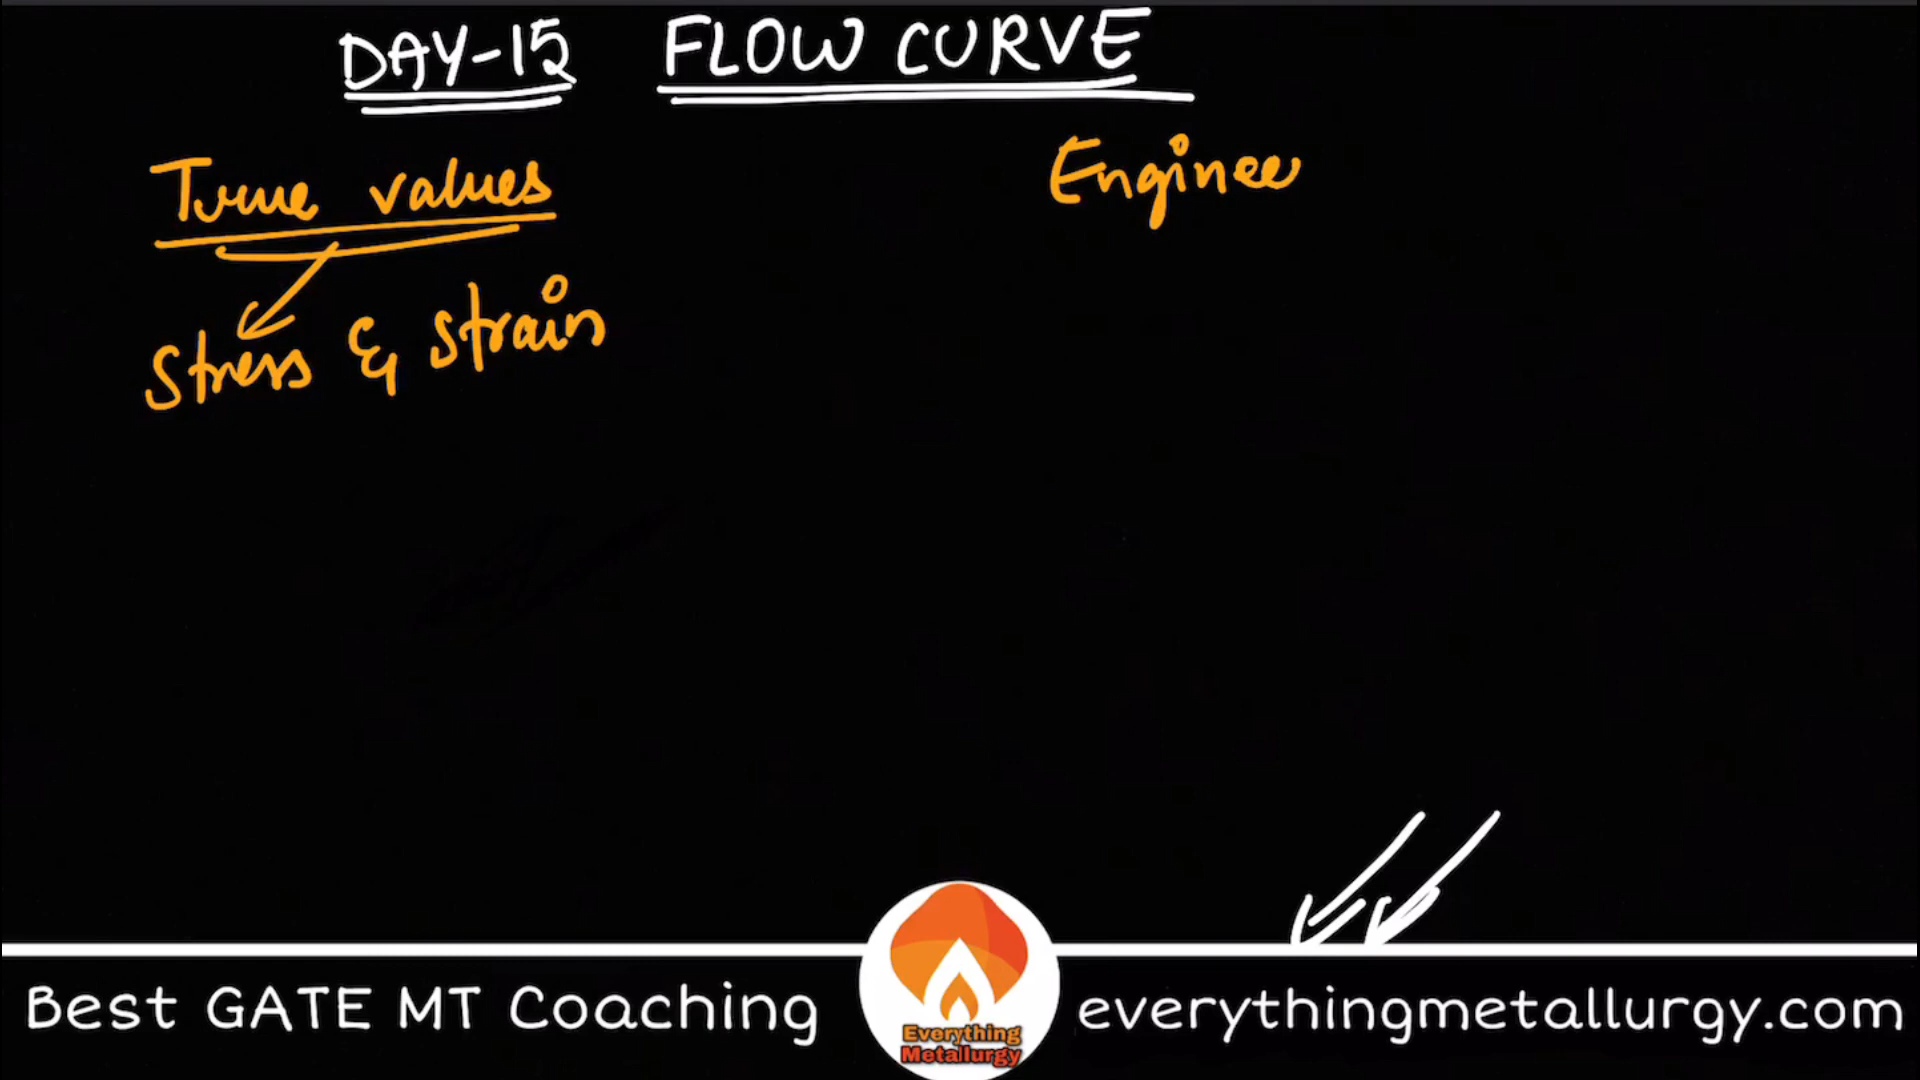 DAY-15 FLOW CURVE
True values
Enginee
Stress & strain
Best GATE MT Coaching
Everything
Metallurgy
everythingmetallurgy.com